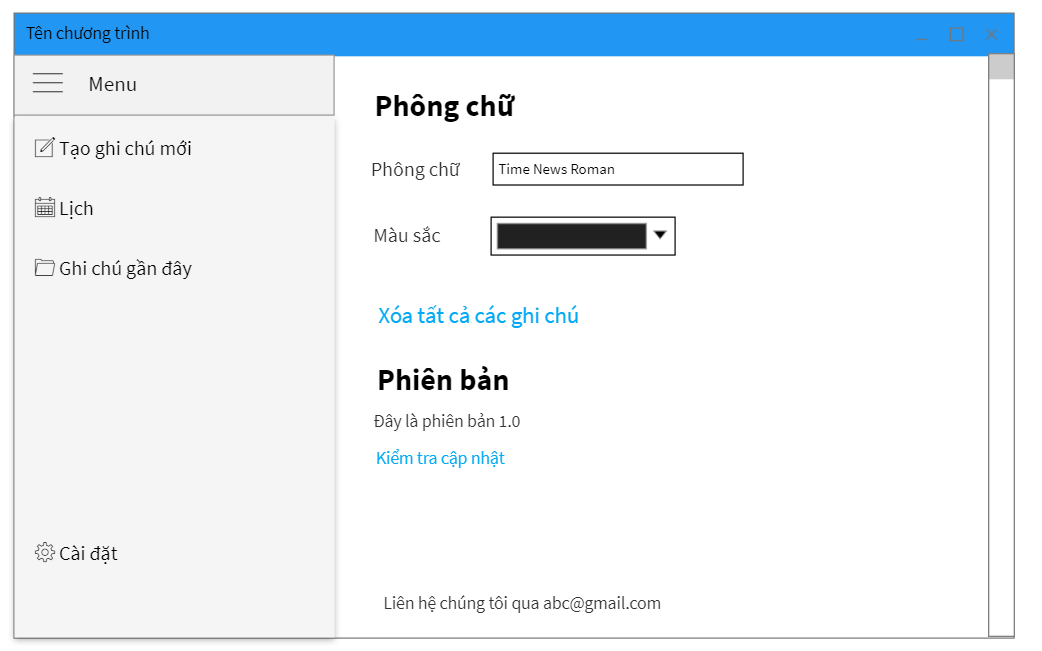 Tên chương trình
Menu
Tạo ghi chú mới
Lịch
Ghi chú gần đây
Cài đặt
Phông chữ
Phông chữ
Time News Roman
Màu sắc
Xóa tất cả các ghi chú
Phiên bản
Đây là phiên bản 1.0
Kiểm tra cập nhật
Liên hệ chúng tôi qua abc@gmail.com